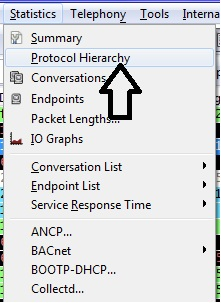 Statistics Telephony Tools Intern
Summary
Protocol Hierarchy
Conversations
Endpoints
Packet Lengths...
IO Graphs
Conversation List
Endpoint List
Service Response Time
ANCP...
BACnet
BOOTP-DHCP...
Collectd...